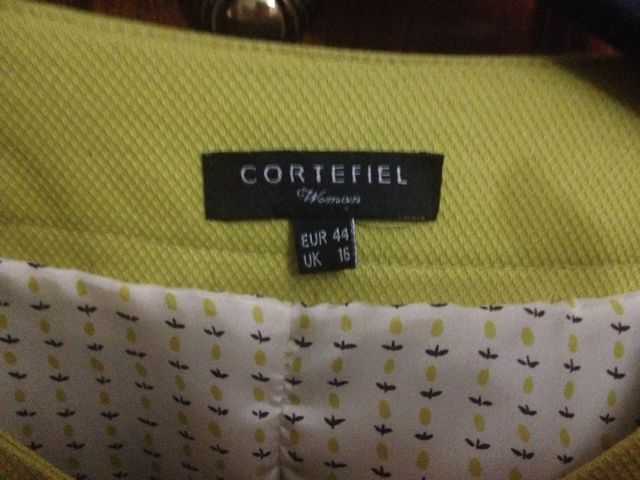 CORTEFIEL
Woman
EUR 44
UK 16